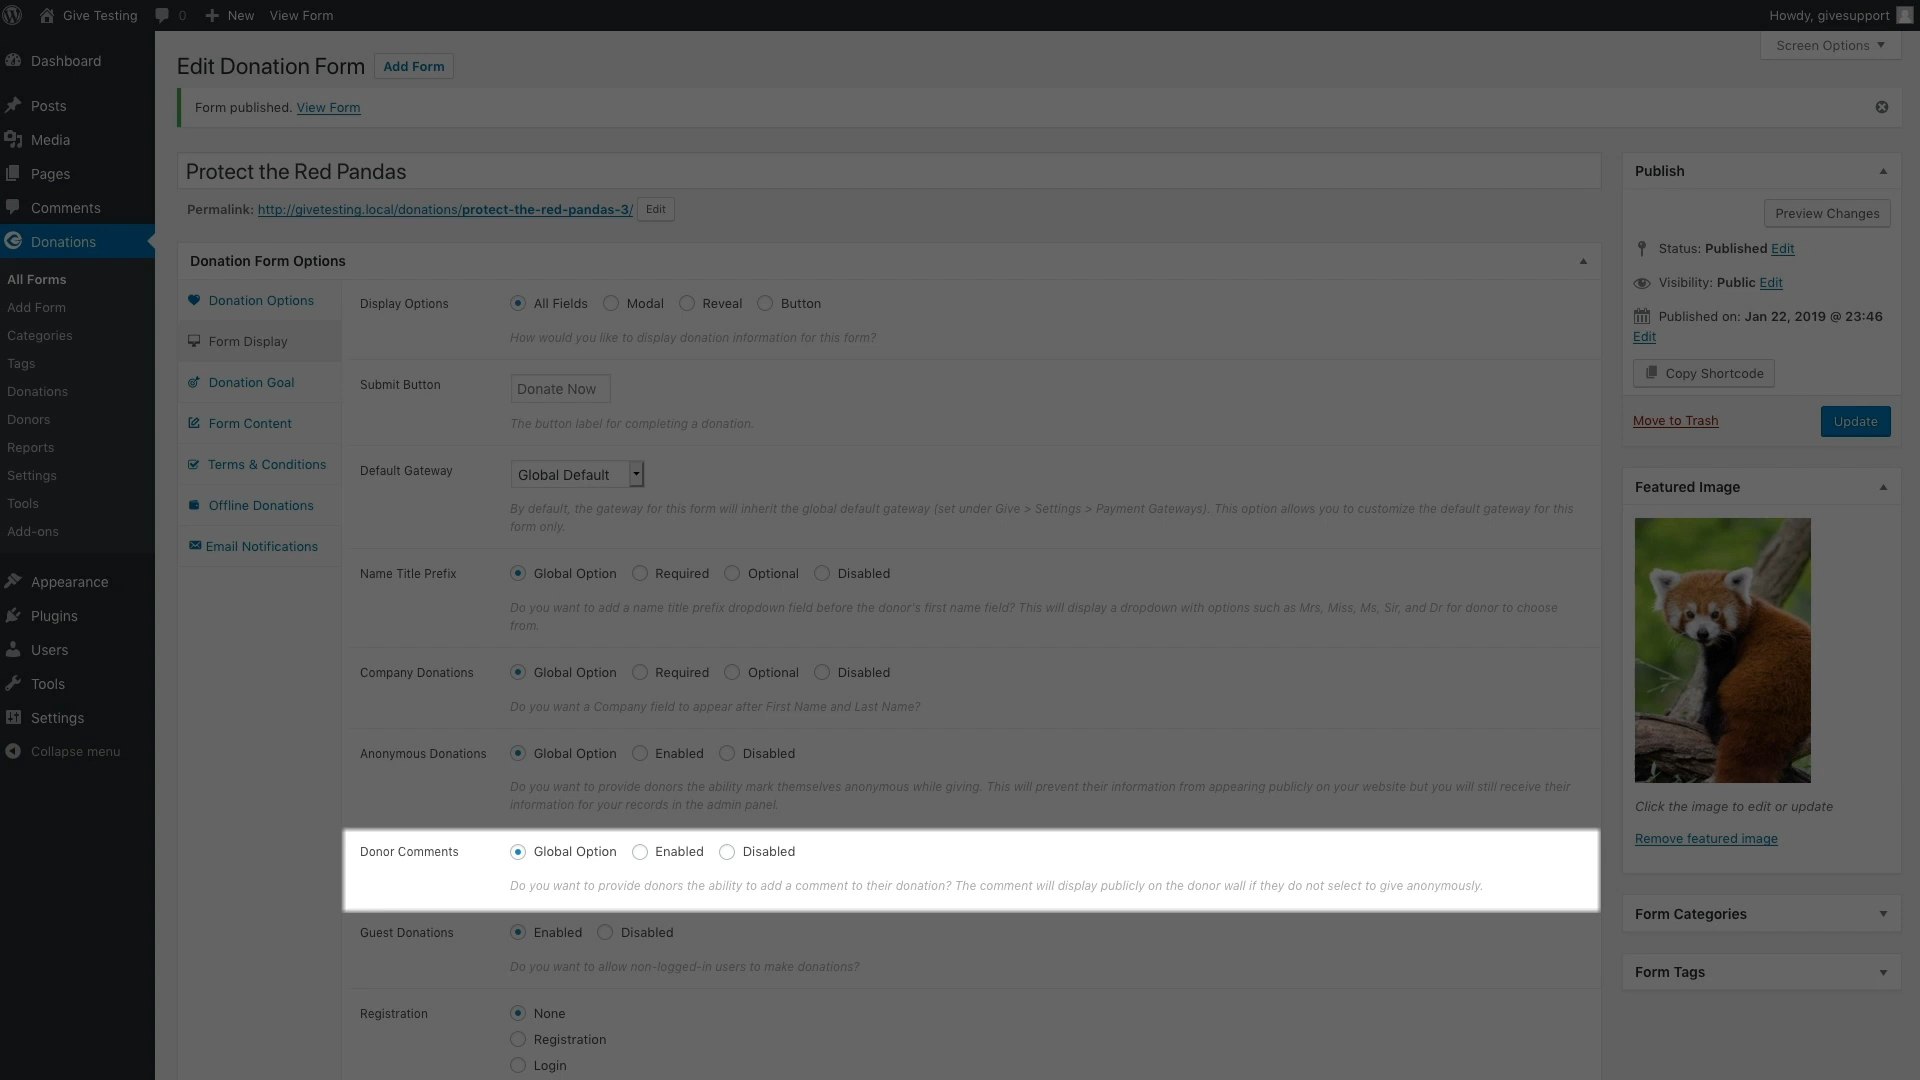 Give Testing
0
New
View Form
Howdy, givesupport
Screen Options
Dashboard
Posts
Media
Pages
Comments
Donations
All Forms
Add Form
Categories
Tags
Donations
Donors
Reports
Settings
Tools
Add-ons
Appearance
Plugins
Users
Tools
Settings
Collapse menu
Edit Donation Form
Add Form
Form published. View Form
Protect the Red Pandas
Permalink: http://givetesting.local/donations/protect-the-red-pandas-3/
Edit
Donation Form Options
Donation Options
Form Display
Donation Goal
Form Content
Terms & Conditions
Offline Donations
Email Notifications
Display Options
All Fields Modal Reveal Button
How would you like to display donation information for this form?
Submit Button
Donate Now
The button label for completing a donation.
Default Gateway
Global Default
By default, the gateway for this form will inherit the global default gateway (set under Give > Settings > Payment Gateways). This option allows you to customize the default gateway for this
form only.
Name Title Prefix
Global Option Required Optional Disabled
Do you want to add a name title prefix dropdown field before the donor's first name field? This will display a dropdown with options such as Mrs, Miss, Ms, Sir, and Dr for donor to choose
from.
Company Donations
Global Option Required Optional Disabled
Do you want a Company field to appear after First Name and Last Name?
Anonymous Donations
Global Option Enabled Disabled
Do you want to provide donors the ability mark themselves anonymous while giving. This will prevent their information from appearing publicly on your website but you will still receive their
information for your records in the admin panel.
Donor Comments
Global Option Enabled Disabled
Do you want to provide donors the ability to add a comment to their donation? The comment will display publicly on the donor wall if they do not select to give anonymously.
Guest Donations
Enabled Disabled
Do you want to allow non-logged-in users to make donations?
Registration
None
Registration
Login
Publish
Preview Changes
Status: Published Edit
Visibility: Public Edit
Published on: Jan 22, 2019 @ 23:46
Edit
Copy Shortcode
Move to Trash
Update
Featured Image
Click the image to edit or update
Remove featured image
Form Categories
Form Tags